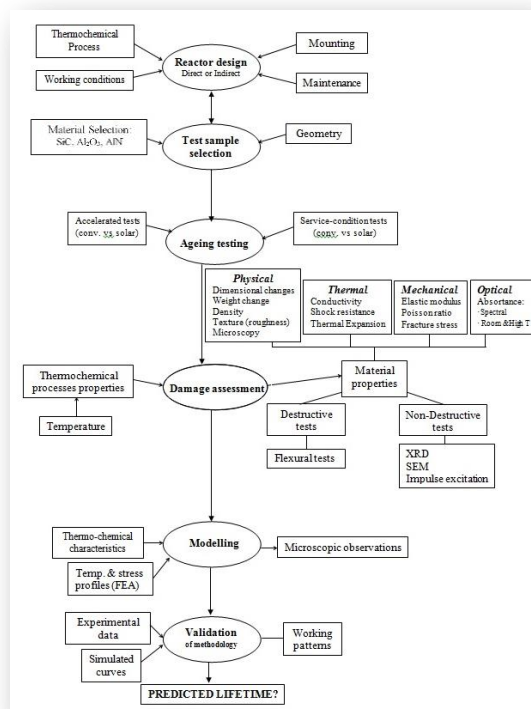 Thermochemical
Process
Mounting
Reactor design
Direct or Indirect
Working conditions
Maintenance
Material Selection:
SiC, Al₂O₃, AlN
Test sample
selection
Geometry
Accelerated tests
(conv. vs solar)
Service-condition tests
(conv. vs solar)
Ageing testing
Physical
Dimensional changes
Weight change
Density
Texture (roughness)
Microscopy
Thermal
Conductivity
Shock resistance
Thermal Expansion
Mechanical
Elastic modulus
Poisson ratio
Fracture stress
Optical
Absortance:
· Spectral
· Room &High T
Thermochemical
processes properties
Damage assessment
Material
properties
Temperature
Destructive
tests
Non-Destructive
tests
Flexural tests
XRD
SEM
Impulse excitation
Thermo-chemical
characteristics
Modelling
Microscopic observations
Temp. & stress
profiles (FEA)
Experimental
data
Validation
of methodology
Working
patterns
Simulated
curves
PREDICTED LIFETIME?